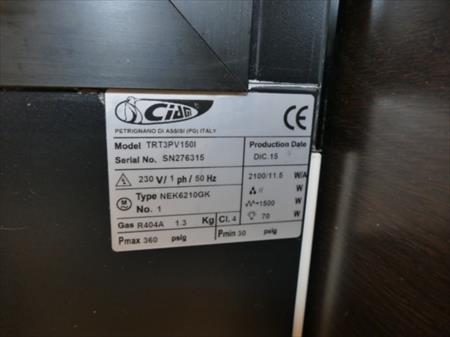 Ciam
CE
PETRIGNANO DI ASSISI (PG) ITALY
Model TRT3PV150I
Production Date
Serial No. SN276315
DIC.15
230 V/1 ph/50 Hz
2100/11.5 W/A
M Type NEK6210GK
W
No. 1
1500 W
Gas R404A 1.3 Kg Cl. 4
70 W
Pmax 360 psig
Pmin 30 psig